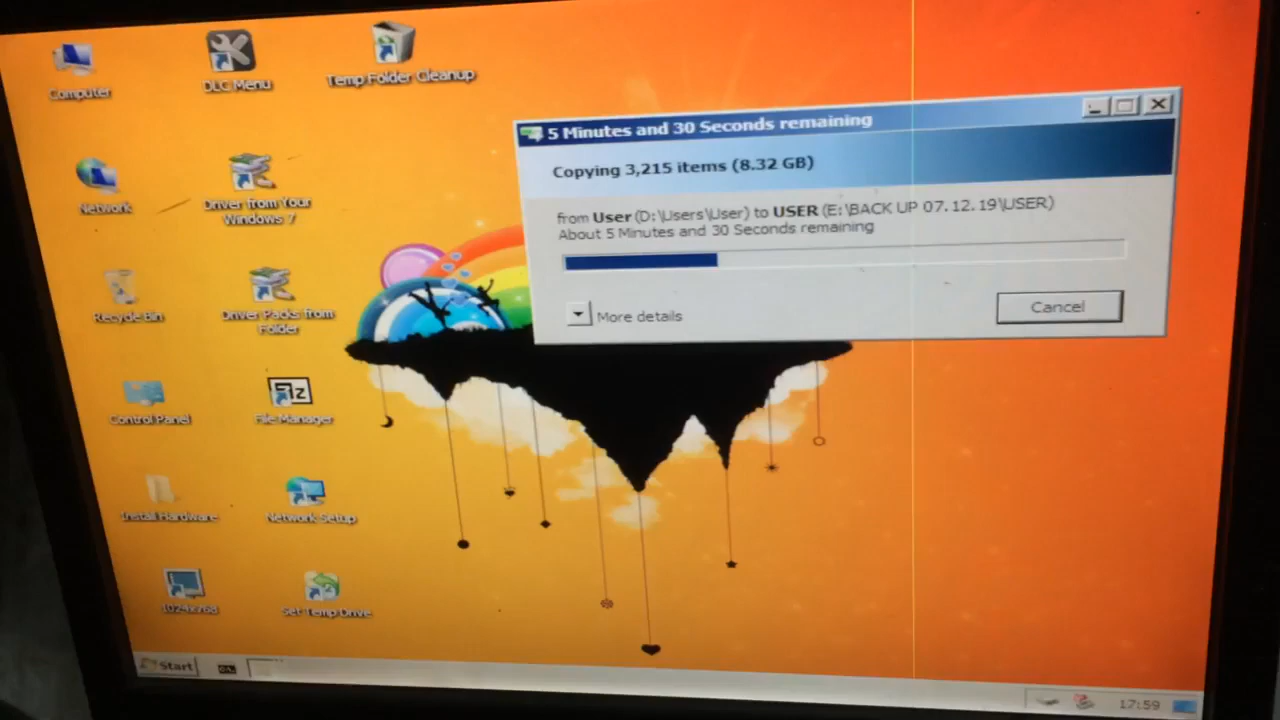 Computer
DLC Menu
Temp Folder Cleanup
Network
Driver from Your
Windows 7
Recycle Bin
Driver Packs from
Folder
Control Panel
File Manager
Install Hardware
Network Setup
1024x768
Set Temp Drive
5 Minutes and 30 Seconds remaining
Copying 3,215 items (8.32 GB)
from User (D:\Users\User) to USER (E:\BACK UP 07.12.19\USER)
About 5 Minutes and 30 Seconds remaining
More details
Cancel
Start
17:59